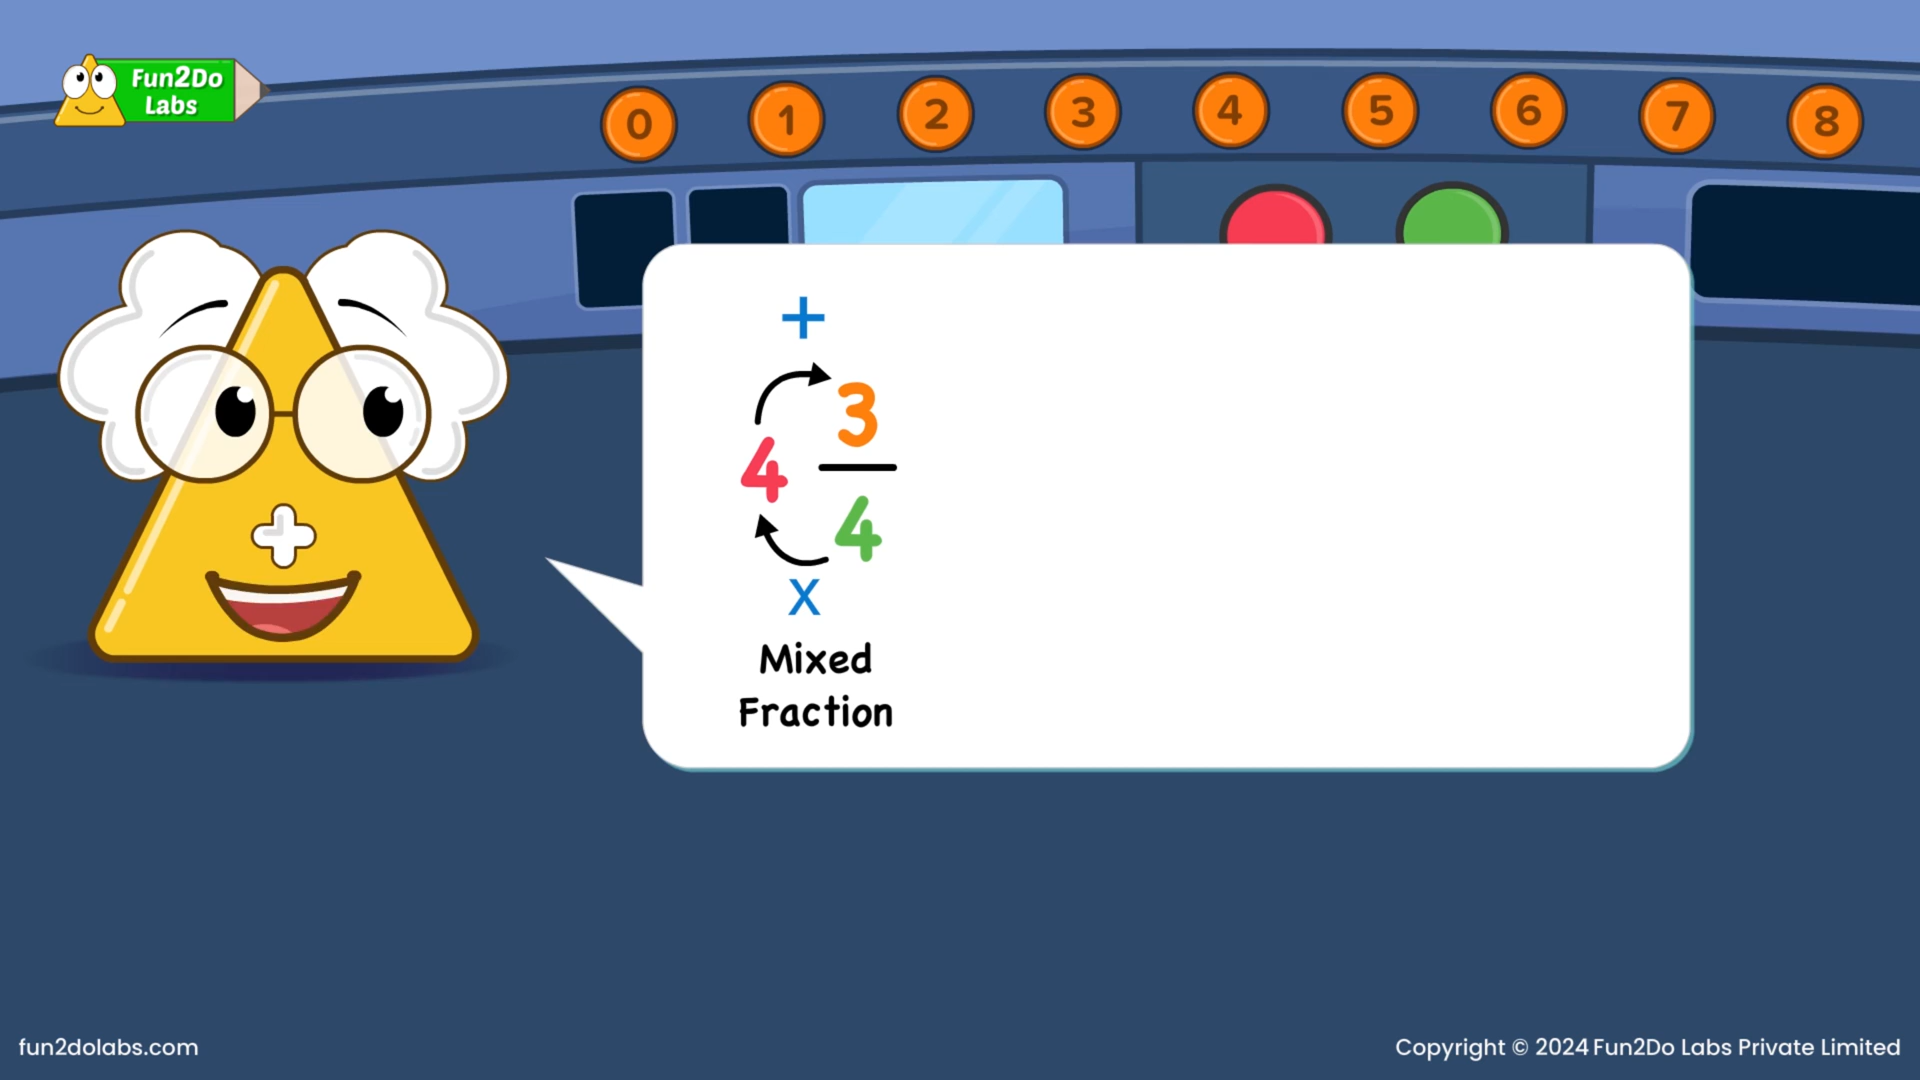 Fun2Do
Labs
0 1 2 3 4 5 6 7 8
+
3
4
4
x
Mixed
Fraction
fun2dolabs.com
Copyright © 2024 Fun2Do Labs Private Limited